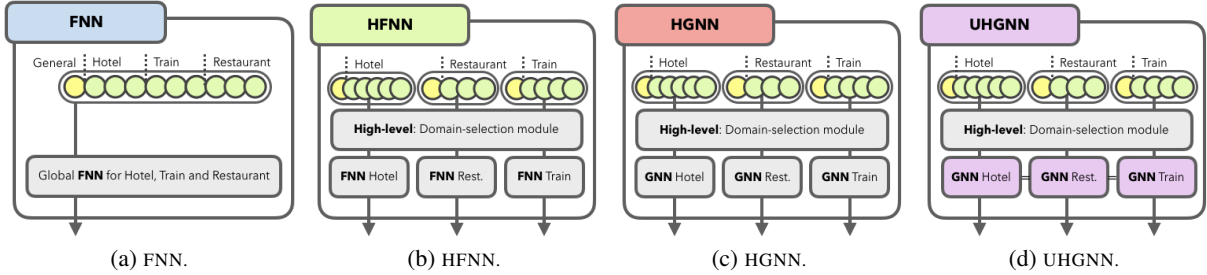 FNN
General Hotel Train Restaurant
Global FNN for Hotel, Train and Restaurant
(a) FNN.
HFNN
Hotel Restaurant Train
High-level: Domain-selection module
FNN Hotel FNN Rest. FNN Train
(b) HFNN.
HGNN
Hotel Restaurant Train
High-level: Domain-selection module
GNN Hotel GNN Rest. GNN Train
(c) HGNN.
UHGNN
Hotel Restaurant Train
High-level: Domain-selection module
GNN Hotel GNN Rest. GNN Train
(d) UHGNN.